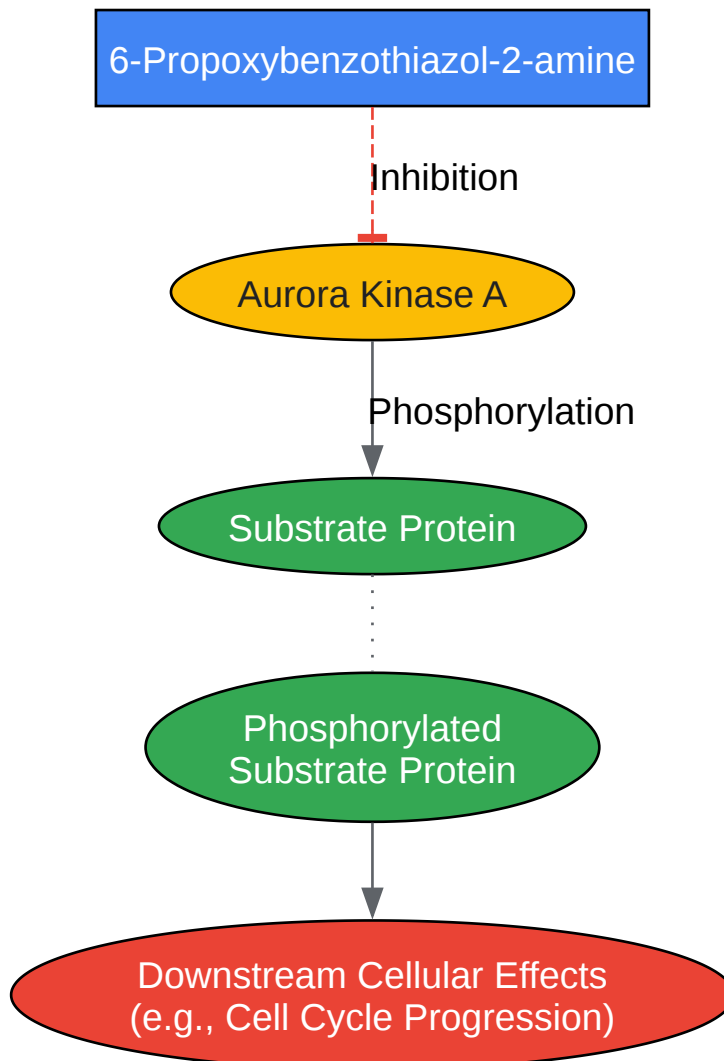 6-Propoxybenzothiazol-2-amine
Inhibition
Aurora Kinase A
Phosphorylation
Substrate Protein
Phosphorylated
Substrate Protein
Downstream Cellular Effects
(e.g., Cell Cycle Progression)